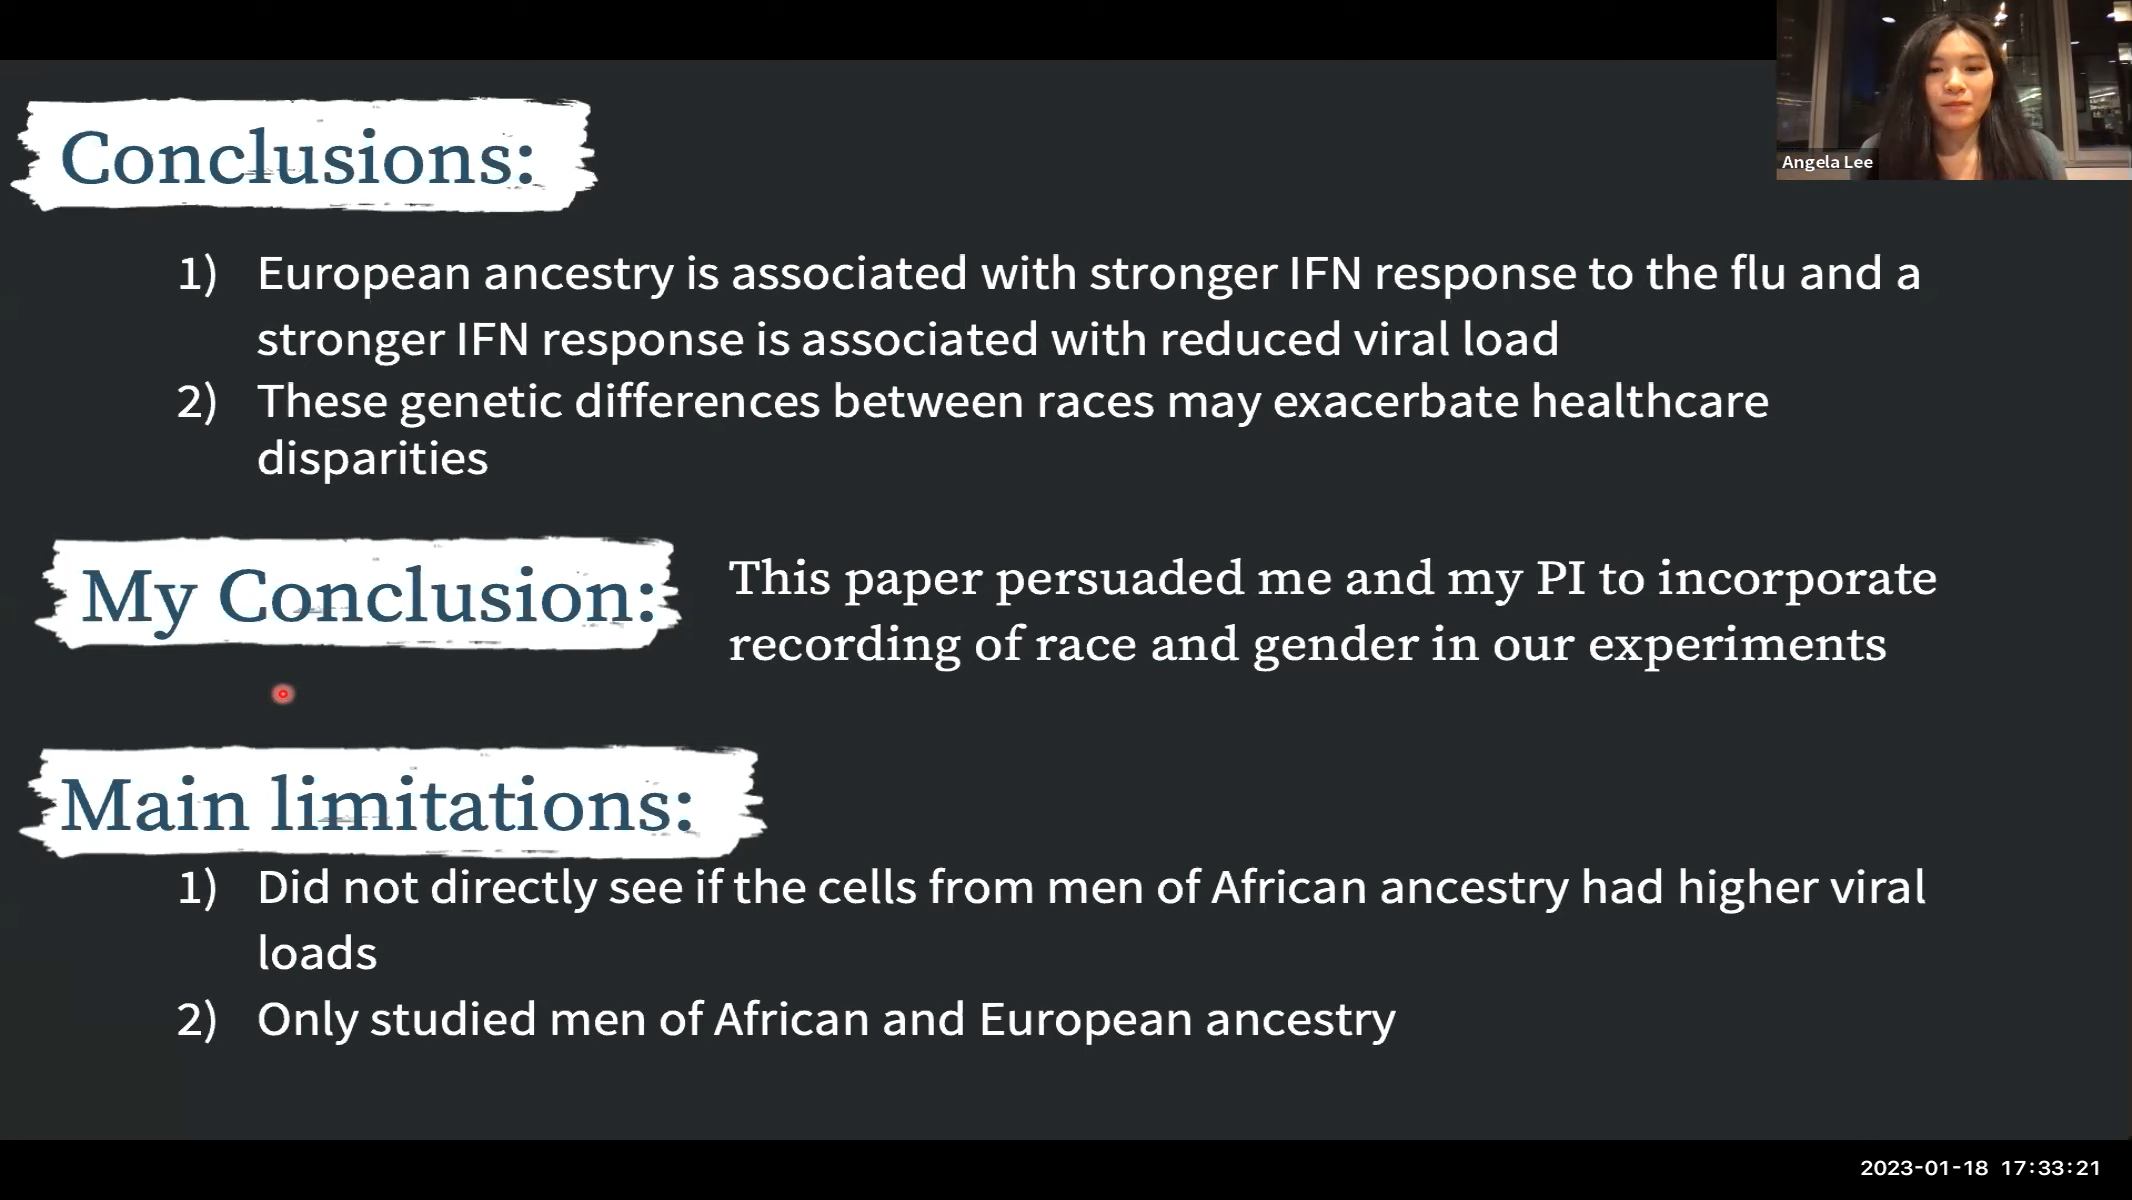 Angela Lee
Conclusions:
1) European ancestry is associated with stronger IFN response to the flu and a
stronger IFN response is associated with reduced viral load
2) These genetic differences between races may exacerbate healthcare
disparities
My Conclusion:
This paper persuaded me and my PI to incorporate
recording of race and gender in our experiments
Main limitations:
1) Did not directly see if the cells from men of African ancestry had higher viral
loads
2) Only studied men of African and European ancestry
2023-01-18 17:33:21